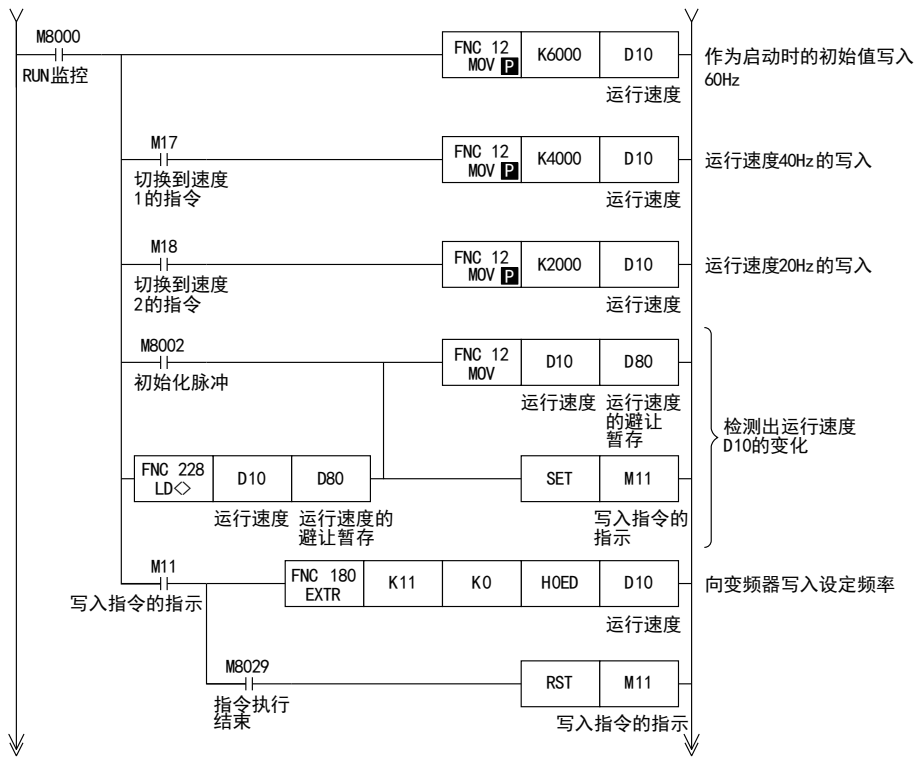 M8000
RUN监控
FNC 12
MOV P
K6000
D10
运行速度
作为启动时的初始值写入
60Hz
M17
切换到速度
1的指令
FNC 12
MOV P
K4000
D10
运行速度
运行速度40Hz的写入
M18
切换到速度
2的指令
FNC 12
MOV P
K2000
D10
运行速度
运行速度20Hz的写入
M8002
初始化脉冲
FNC 12
MOV
D10
D80
运行速度
运行速度
的避让
暂存
检测出运行速度
D10的变化
FNC 228
LD<>
D10
D80
运行速度
运行速度的
避让暂存
SET
M11
写入指令的
指示
M11
写入指令的指示
FNC 180
EXTR
K11
K0
H0ED
D10
运行速度
向变频器写入设定频率
M8029
指令执行
结束
RST
M11
写入指令的指示